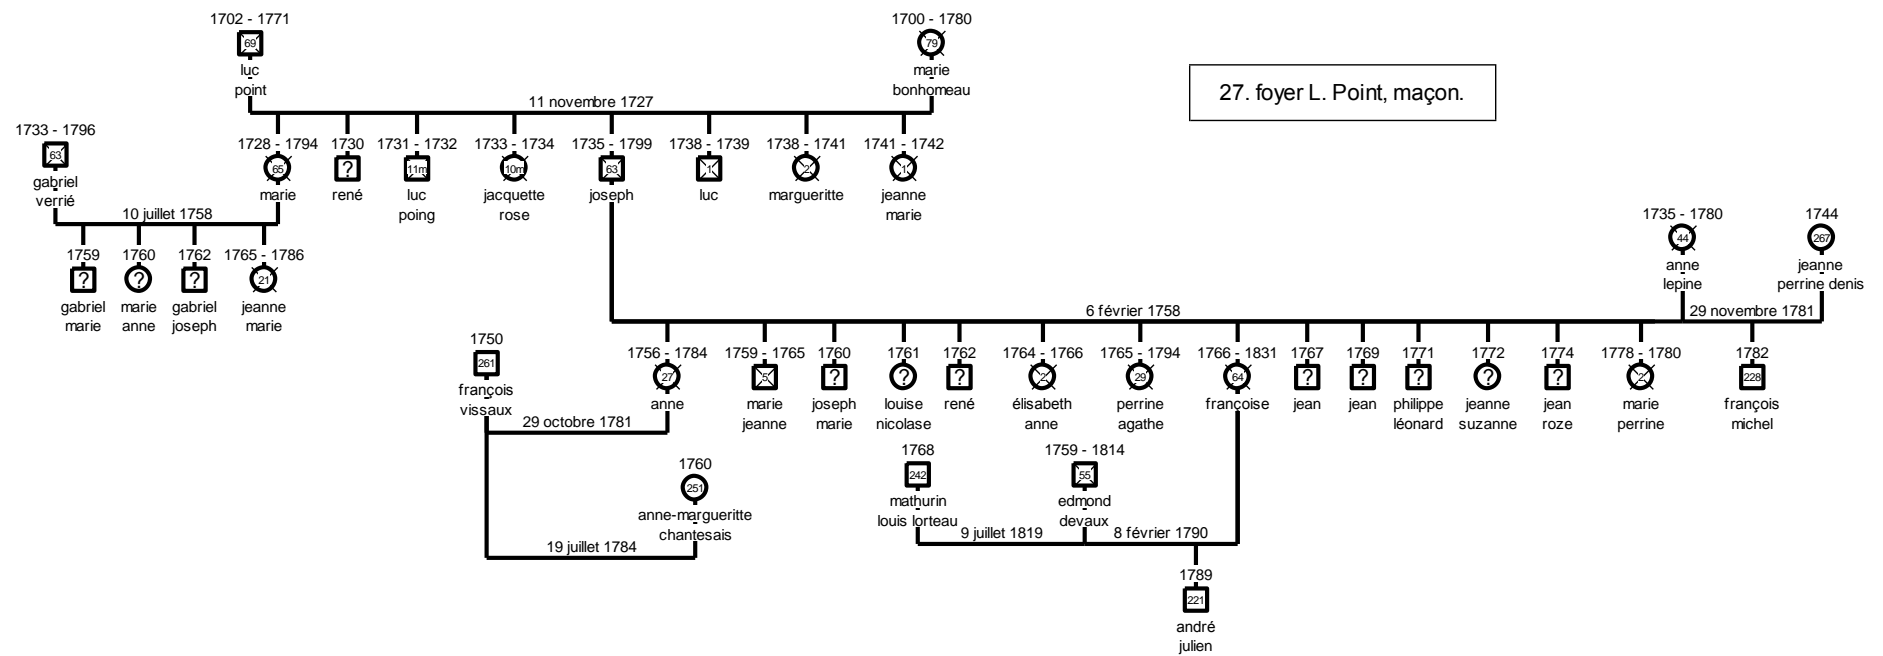 1702 - 1771
69
luc
point
1700 - 1780
79
marie
bonhomeau
27. foyer L. Point, maçon.
11 novembre 1727
1733 - 1796
63
gabriel
verrié
1728 - 1794
65
marie
1730
?
rené
1731 - 1732
11m
luc
poing
1733 - 1734
10m
jacquette
rose
1735 - 1799
63
joseph
1738 - 1739
1
luc
1738 - 1741
2
margueritte
1741 - 1742
1
jeanne
marie
10 juillet 1758
1759
?
gabriel
marie
1760
?
marie
anne
1762
?
gabriel
joseph
1765 - 1786
21
jeanne
marie
1735 - 1780
44
anne
lepine
1744
267
jeanne
perrine denis
6 février 1758
29 novembre 1781
1750
261
françois
vissaux
1756 - 1784
27
anne
1759 - 1765
5
marie
jeanne
1760
?
joseph
marie
1761
?
louise
nicolase
1762
?
rené
1764 - 1766
2
élisabeth
anne
1765 - 1794
29
perrine
agathe
1766 - 1831
64
françoise
1767
?
jean
1769
?
jean
1771
?
philippe
léonard
1772
?
jeanne
suzanne
1774
?
jean
roze
1778 - 1780
2
marie
perrine
1782
228
françois
michel
29 octobre 1781
1760
251
anne-margueritte
chantesais
19 juillet 1784
1768
242
mathurin
louis lorteau
1759 - 1814
55
edmond
devaux
9 juillet 1819
8 février 1790
1789
221
andré
julien